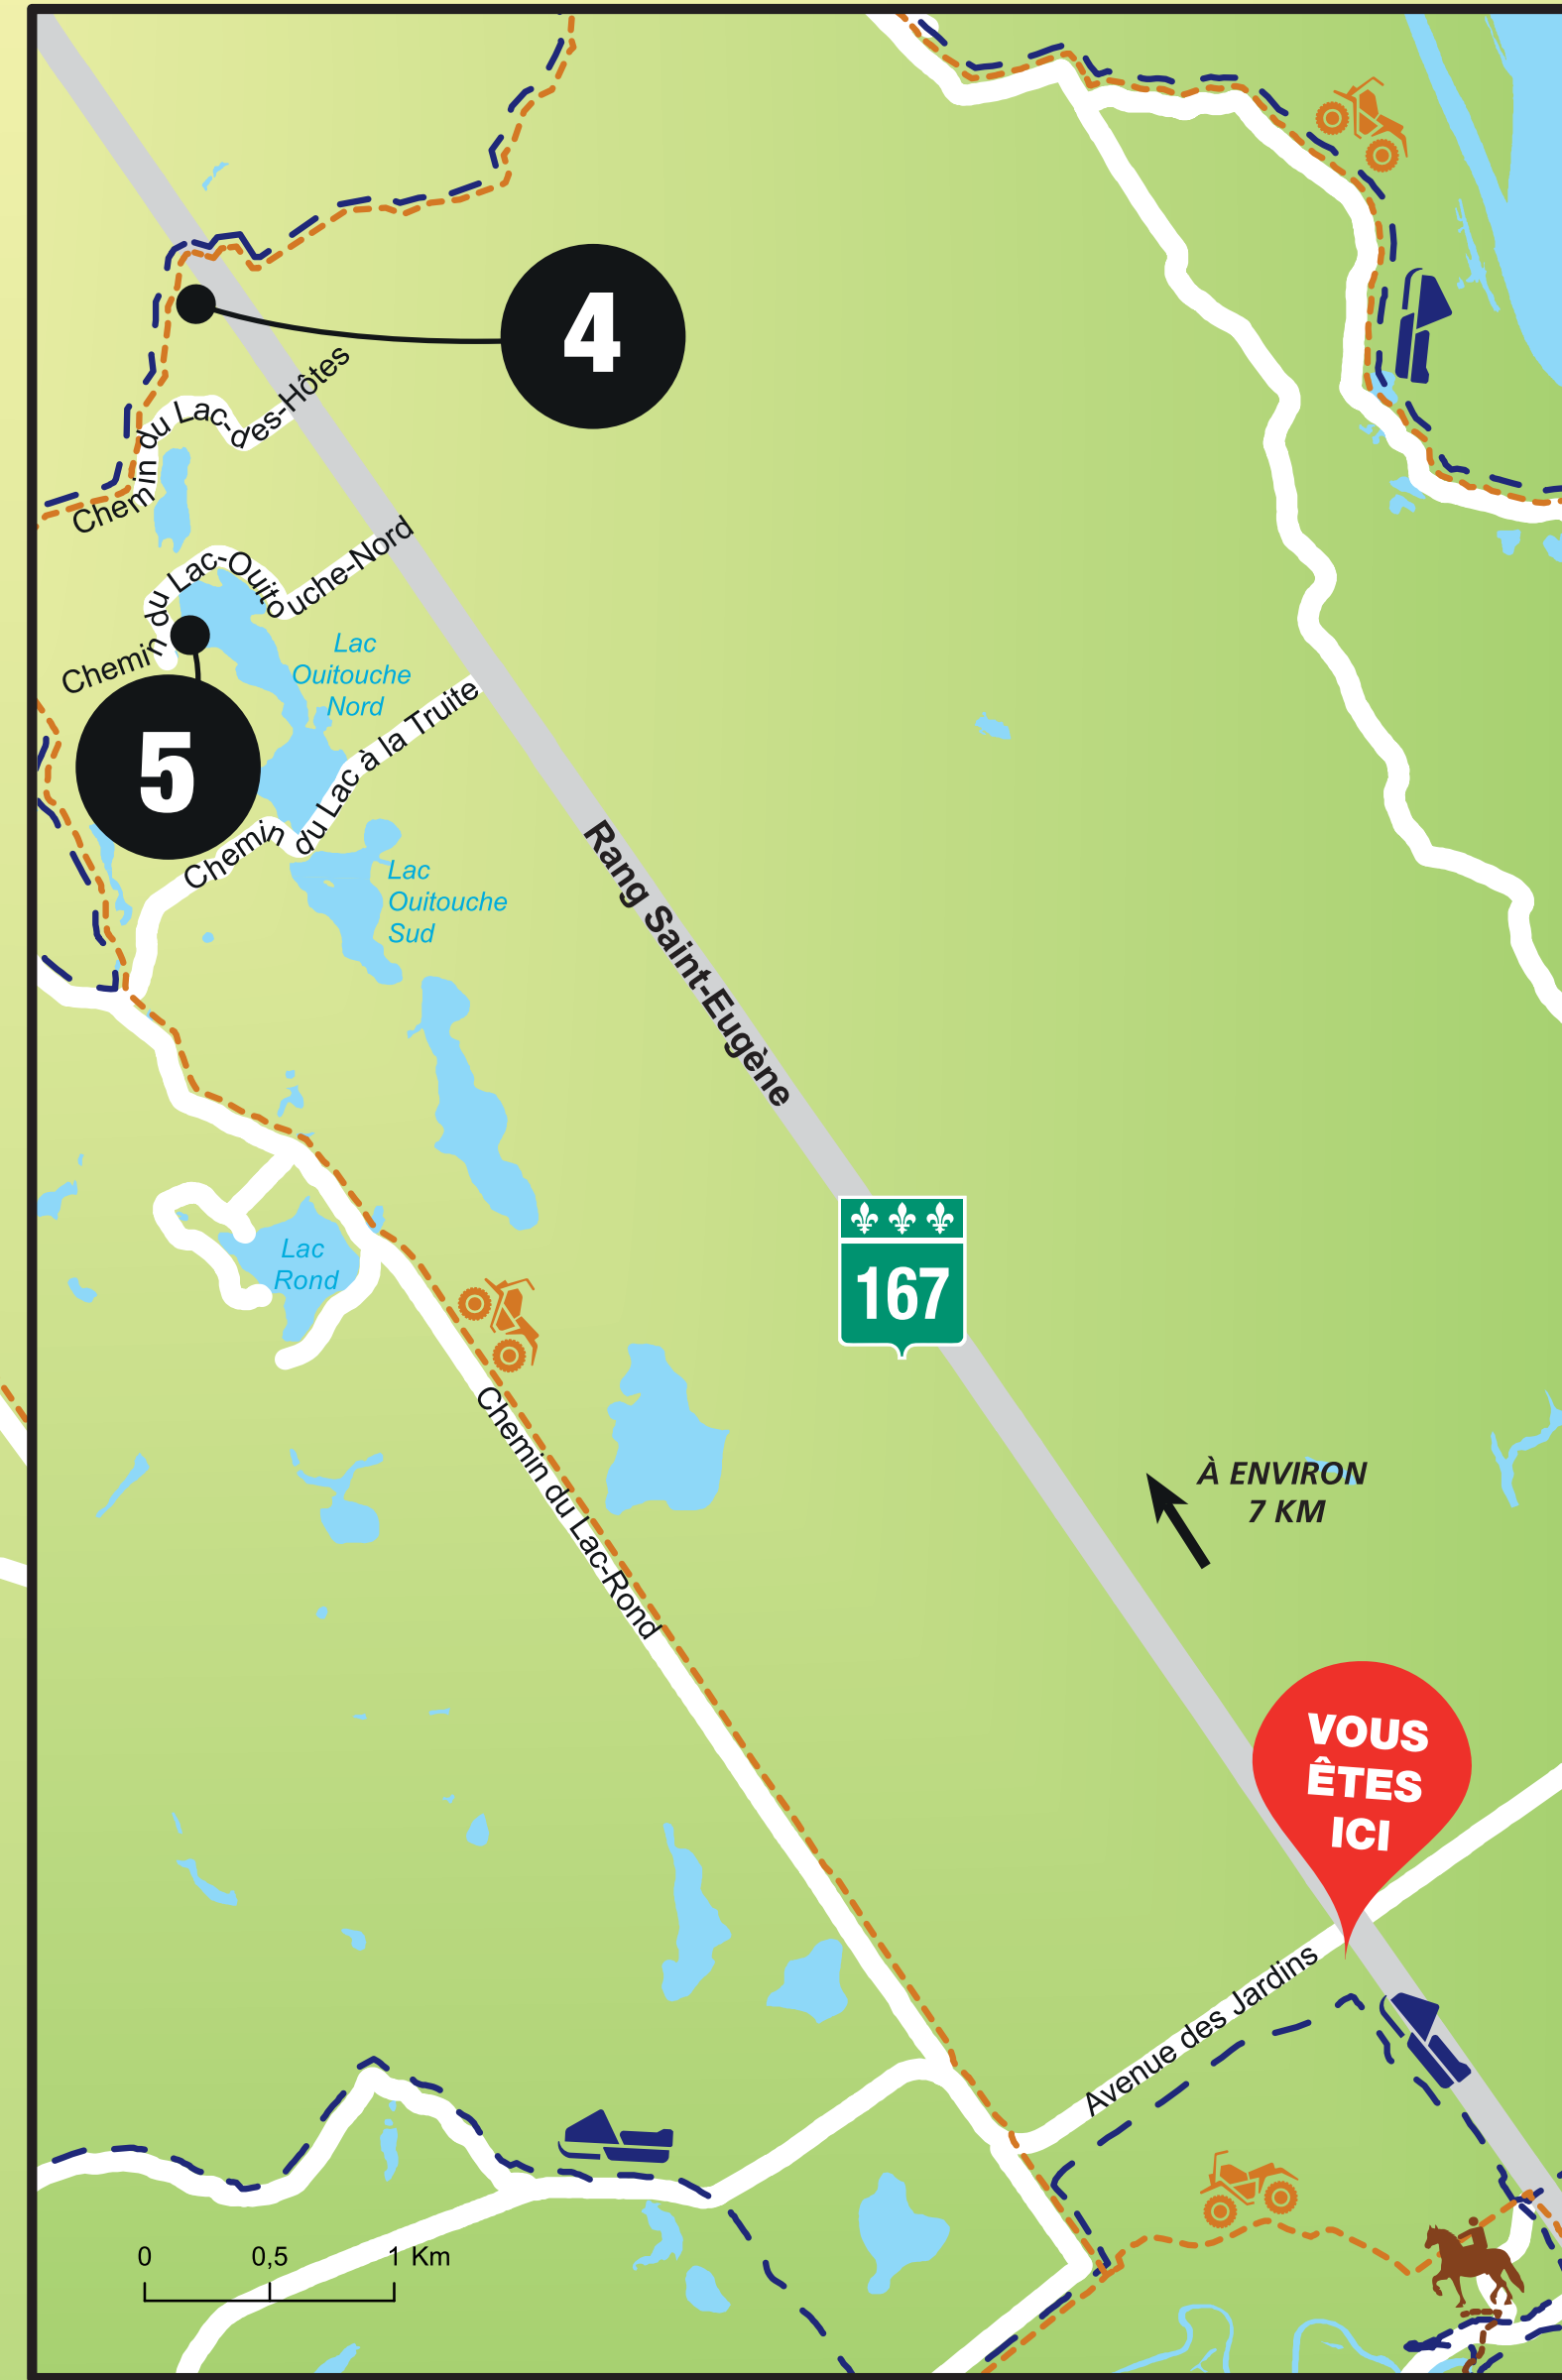 4
Chemin du Lac-des-Hôtes
Chemin du Lac-Ouitouche-Nord
Lac
Ouitouche
Nord
5
Chemin du Lac à la Truite
Lac
Ouitouche
Sud
Rang Saint-Eugène
167
Lac
Rond
Chemin du Lac-Rond
À ENVIRON
7 KM
VOUS
ÊTES
ICI
Avenue des Jardins
0 0,5 1 Km